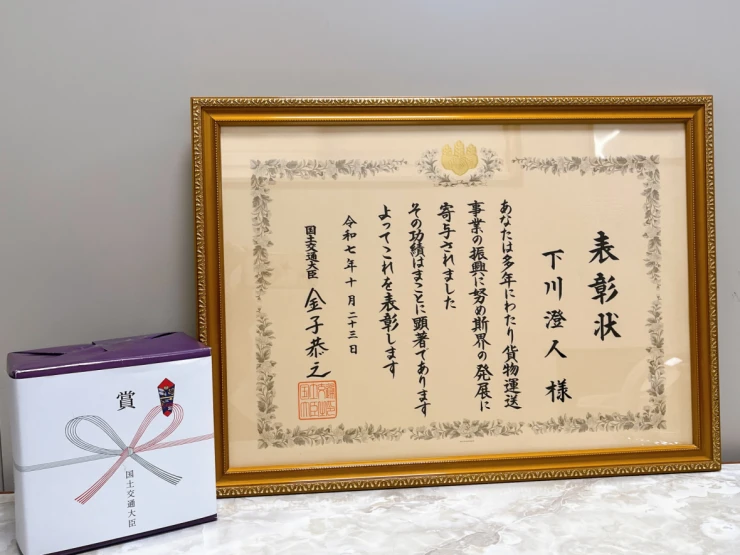 表彰状
下川澄人 様
あなたは多年にわたり貨物運送
事業の振興に努め斯界の発展に
寄与されました
その功績はまことに顕著であります
よってこれを表彰します
令和七年十月二十三日
国土交通大臣 金子恭之
賞
国土交通大臣